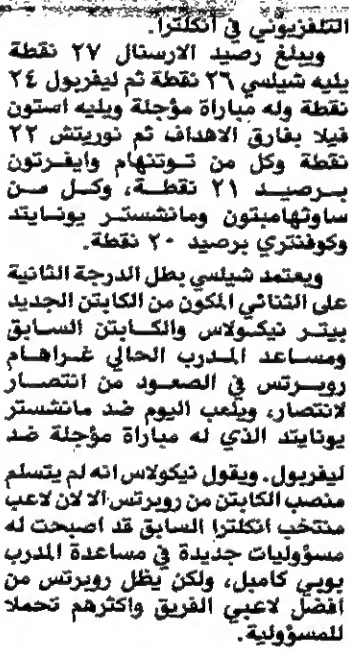 التلفزيوني في انكلترا.
ويبلغ رصيد الارسنال ٢٧ نقطة
يليه شيلسي ٢٦ نقطة ثم ليفربول ٢٤
نقطة وله مباراة مؤجلة ويليه استون
فيلا بفارق الاهداف ثم نوريتش ٢٢
نقطة وكل من توتنهام وايفرتون
برصيد ٢١ نقطة، وكل من
ساوثهامبتون ومانشستر يونايتد
وكوفنتري برصيد ٢٠ نقطة.
ويعتمد شيلسي بطل الدرجة الثانية
على الثنائي المكون من الكابتن الجديد
بيتر نيكولاس والكابتن السابق
ومساعد المدرب الحالي غراهام
روبرتس في الصعود من انتصار
لانتصار، ويلعب اليوم ضد مانشستر
يونايتد الذي له مباراة مؤجلة ضد
ليفربول. ويقول نيكولاس انه لم يتسلم
منصب الكابتن من روبرتس الا لان لاعب
منتخب انكلترا السابق قد اصبحت له
مسؤوليات جديدة في مساعدة المدرب
بوبي كامبل، ولكن يظل روبرتس من
افضل لاعبي الفريق واكثرهم تحملا
للمسؤولية.